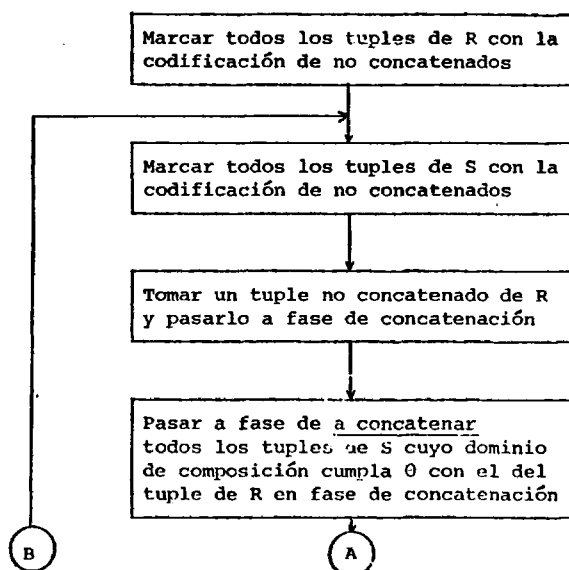 Marcar todos los tuples de R con la
codificación de no concatenados
Marcar todos los tuples de S con la
codificación de no concatenados
Tomar un tuple no concatenado de R
y pasarlo a fase de concatenación
Pasar a fase de a concatenar
todos los tuples de S cuyo dominio
de composición cumpla θ con el del
tuple de R en fase de concatenación
B
A